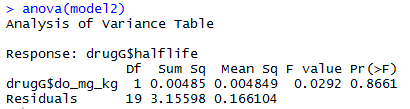 > anova(model2)
Analysis of Variance Table

Response: drugG$halflife
              Df  Sum Sq  Mean Sq F value Pr(>F)
drugG$do_mg_kg  1 0.00485 0.004849  0.0292 0.8661
Residuals      19 3.15598 0.166104